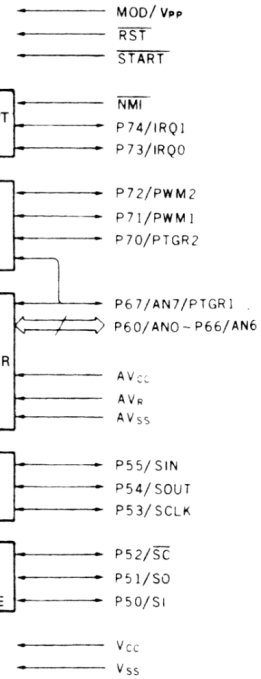 MOD/VPP
RST
START
NMI
T
P74/IRQ1
P73/IRQ0
P72/PWM2
P71/PWM1
P70/PTGR2
P67/AN7/PTGR1
P60/AN0-P66/AN6
R
AVCC
AVR
AVSS
P55/SIN
P54/SOUT
P53/SCLK
P52/SC
P51/SO
P50/SI
E
VCC
VSS